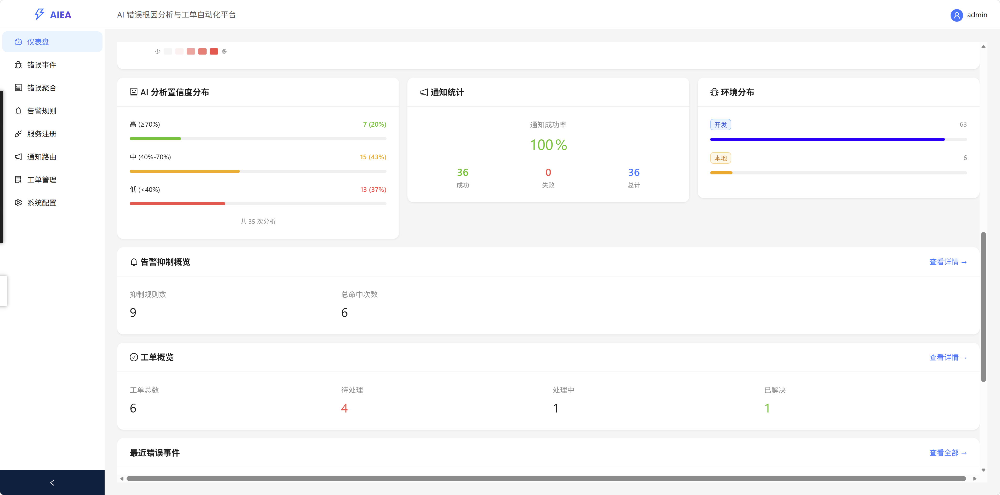 AIEA
AI 错误根因分析与工单自动化平台
admin
仪表盘
错误事件
错误聚合
告警规则
服务注册
通知路由
工单管理
系统配置
少 多
AI 分析置信度分布
高 (≥70%) 7 (20%)
中 (40%-70%) 15 (43%)
低 (<40%) 13 (37%)
共 35 次分析
通知统计
通知成功率
100%
36 0 36
成功 失败 总计
环境分布
开发 63
本地 6
告警抑制概览 查看详情 →
抑制规则数 总命中次数
9 6
工单概览 查看详情 →
工单总数 待处理 处理中 已解决
6 4 1 1
最近错误事件 查看全部 →